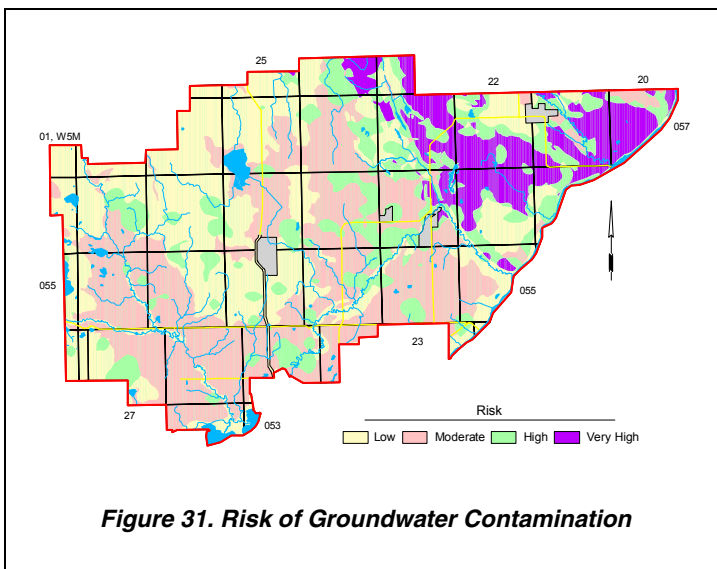 25
22
20
057
01, W5M
055
055
23
27
053
Risk
Low Moderate High Very High
Figure 31. Risk of Groundwater Contamination